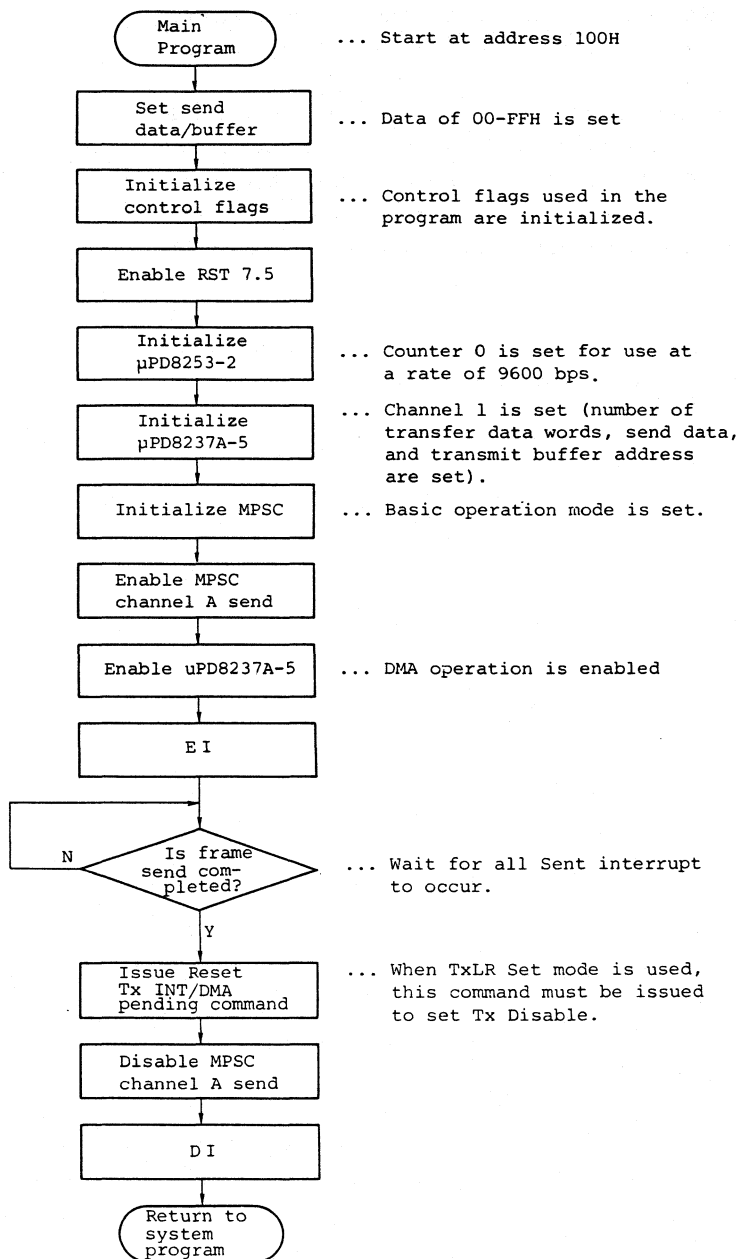 Main
Program
... Start at address 100H
Set send
data/buffer
... Data of 00-FFH is set
Initialize
control flags
... Control flags used in the
program are initialized.
Enable RST 7.5
Initialize
µPD8253-2
... Counter 0 is set for use at
a rate of 9600 bps.
Initialize
µPD8237A-5
... Channel 1 is set (number of
transfer data words, send data,
and transmit buffer address
are set).
Initialize MPSC
... Basic operation mode is set.
Enable MPSC
channel A send
Enable uPD8237A-5
... DMA operation is enabled
EI
N
Is frame
send com-
pleted?
... Wait for all Sent interrupt
to occur.
Y
Issue Reset
Tx INT/DMA
pending command
... When TxLR Set mode is used,
this command must be issued
to set Tx Disable.
Disable MPSC
channel A send
DI
Return to
system
program